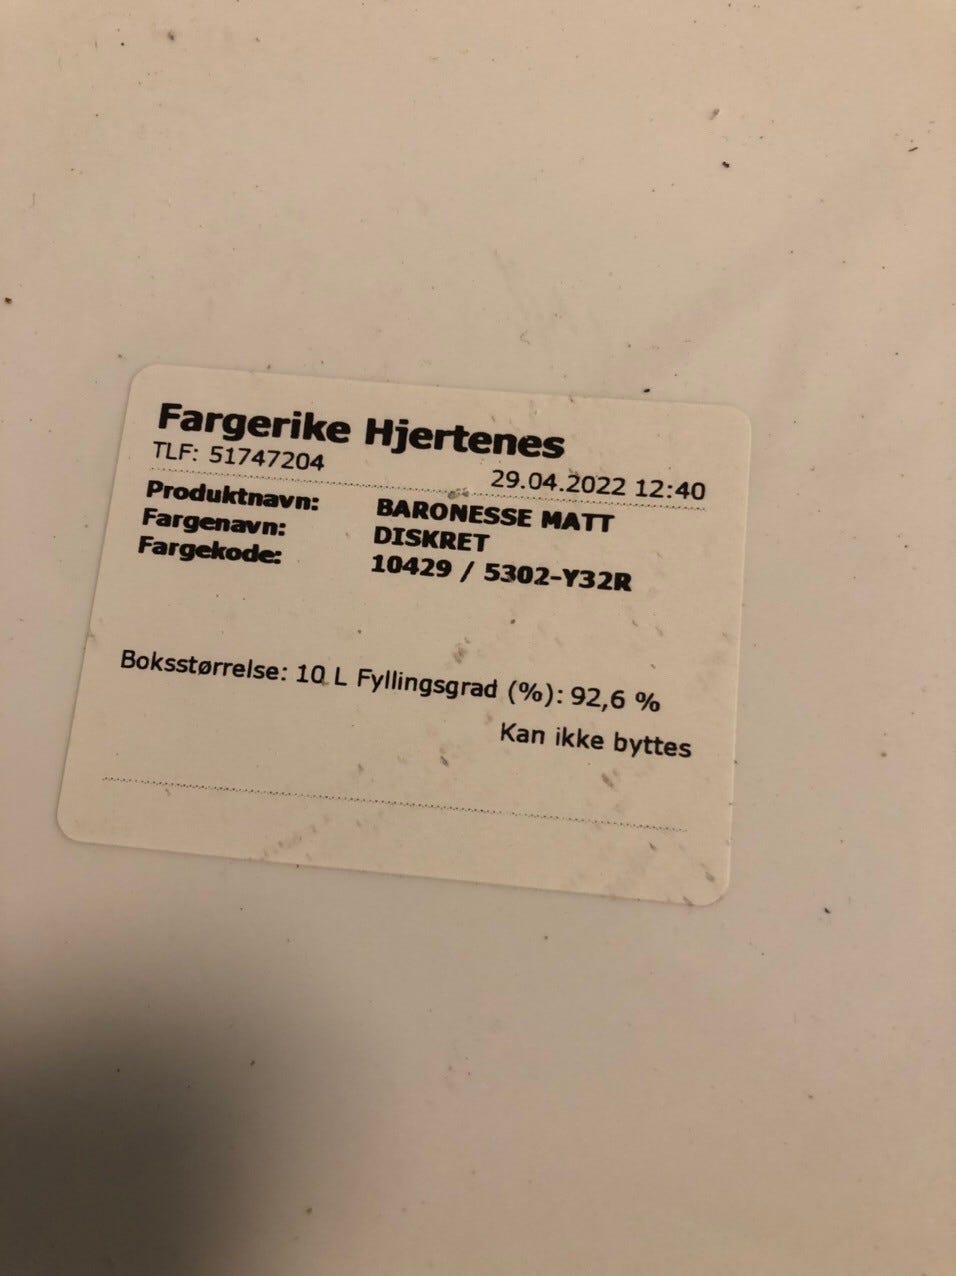 Fargerike Hjertenes
TLF: 51747204
29.04.2022 12:40
Produktnavn: BARONESSE MATT
Fargenavn: DISKRET
Fargekode: 10429 / 5302-Y32R
Boksstørrelse: 10 L Fyllingsgrad (%): 92,6 %
Kan ikke byttes